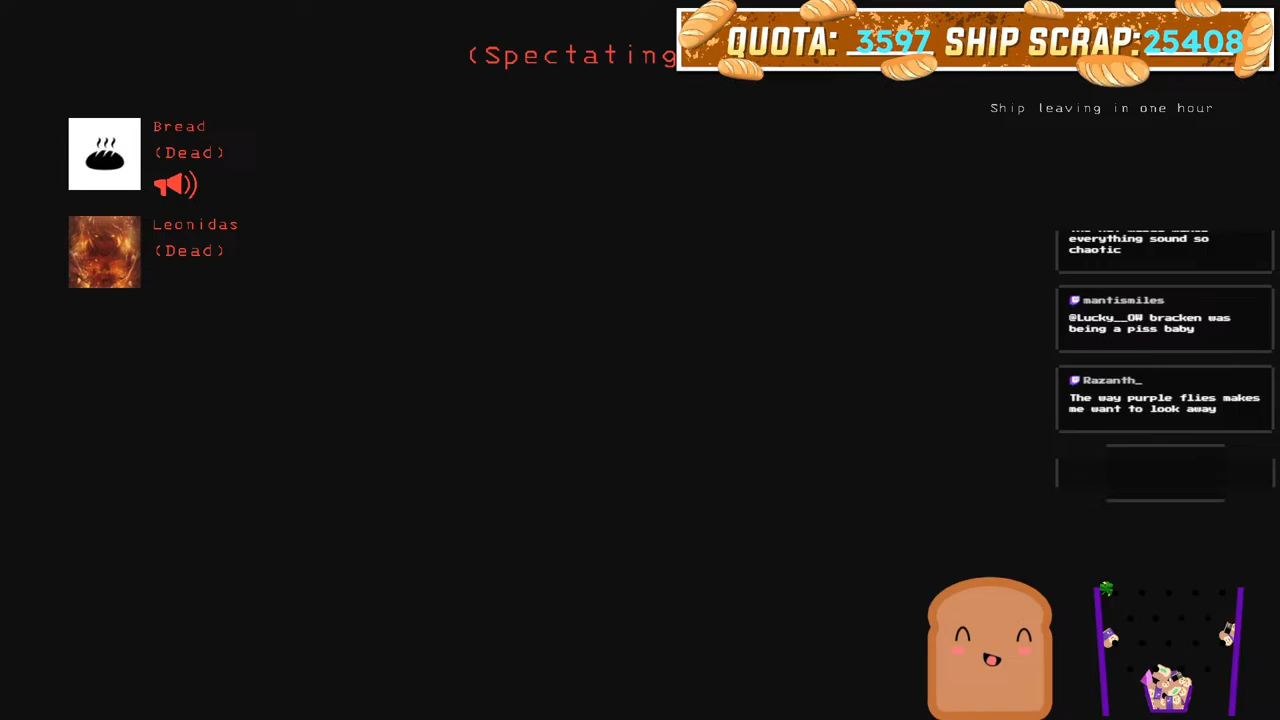 QUOTA: 3597 SHIP SCRAP: 25408
(Spectating
Ship leaving in one hour
Bread
(Dead)
Leonidas
(Dead)
everything sound so
chaotic
mantismiles
@Lucky__OW bracken was
being a piss baby
Razanth_
The way purple flies makes
me want to look away